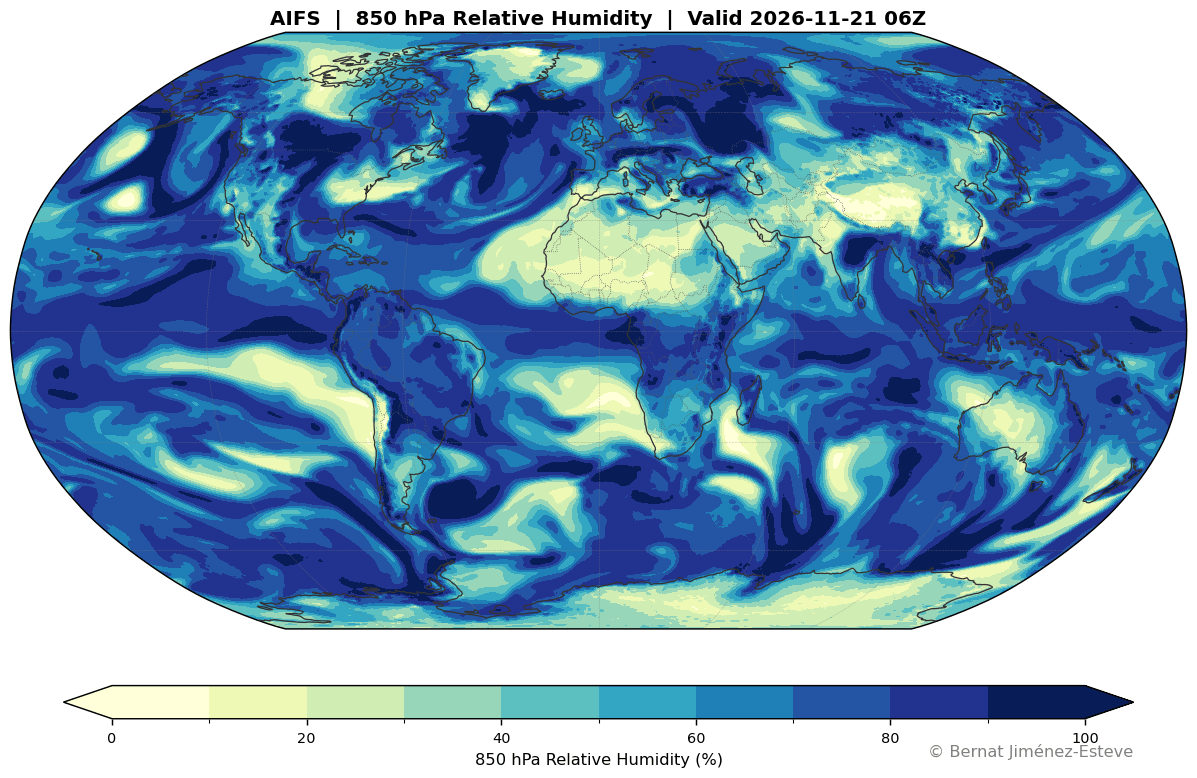 AIFS  |  850 hPa Relative Humidity  |  Valid 2026-11-21 06Z
0 20 40 60 80 100
850 hPa Relative Humidity (%)
© Bernat Jiménez-Esteve